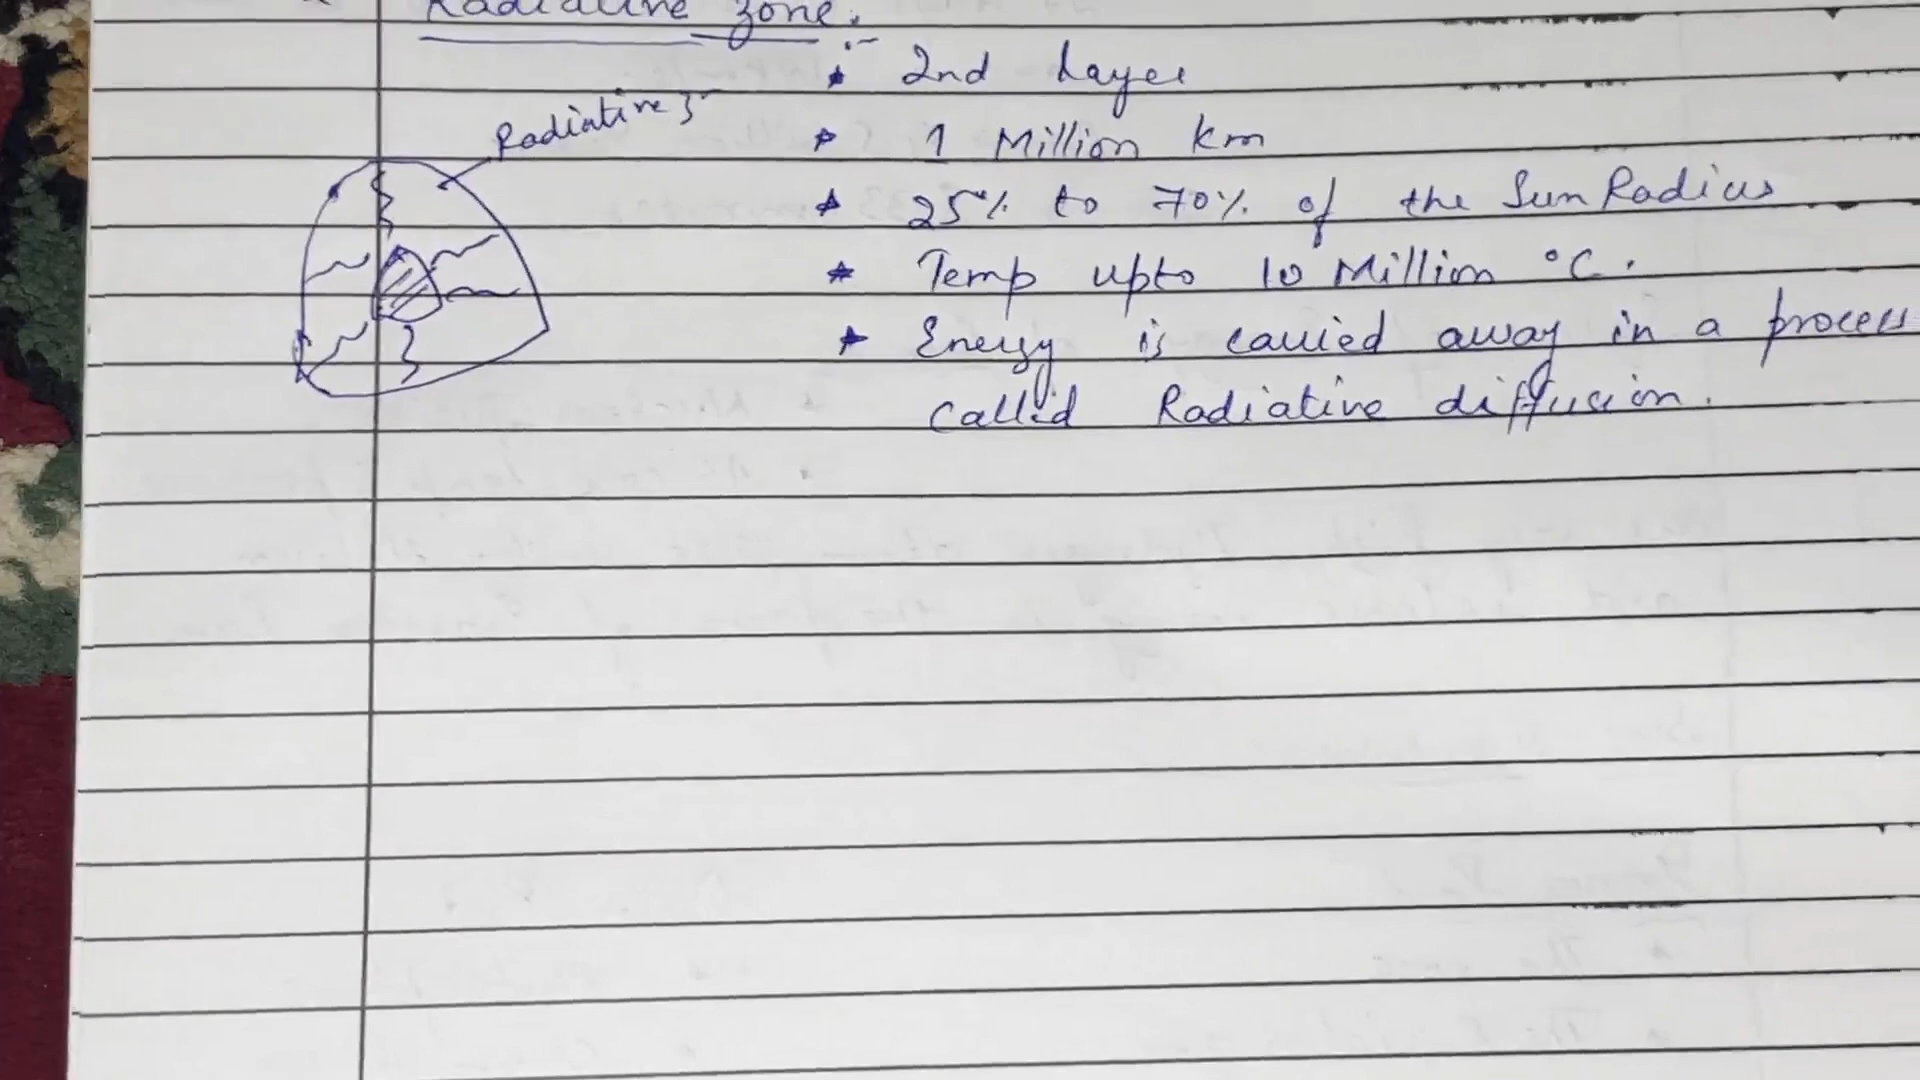 Radiative zone:-
* 2nd Layer
Radiative z
* 1 Million km
* 25% to 70% of the Sun Radius
* Temp upto 10 Million °C.
* Energy is carried away in a process
called Radiative diffusion.